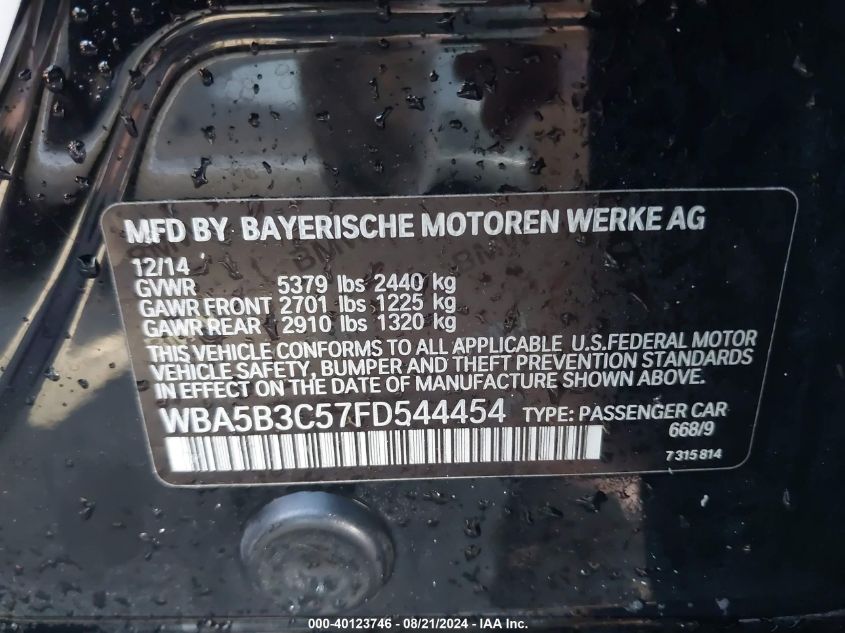 MFD BY BAYERISCHE MOTOREN WERKE AG
12/14
GVWR 5379 lbs 2440 kg
GAWR FRONT 2701 lbs 1225 kg
GAWR REAR 2910 lbs 1320 kg
THIS VEHICLE CONFORMS TO ALL APPLICABLE U.S.FEDERAL MOTOR
VEHICLE SAFETY, BUMPER AND THEFT PREVENTION STANDARDS
IN EFFECT ON THE DATE OF MANUFACTURE SHOWN ABOVE.
WBA5B3C57FD544454 TYPE: PASSENGER CAR
668/9
7 315 814
000-40123746 - 08/21/2024 - IAA Inc.